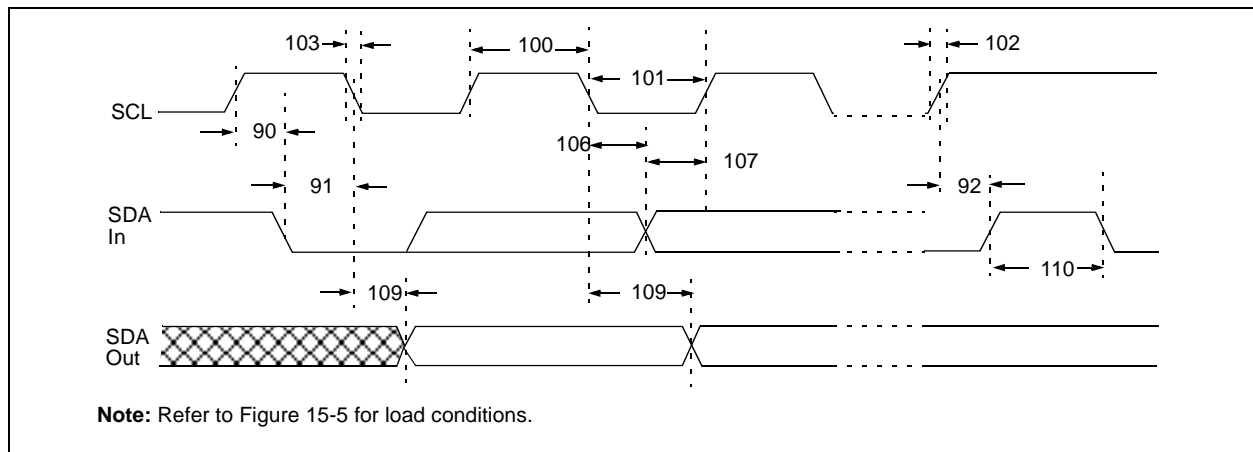 103
100
101
102
SCL
90
106
107
91
92
SDA
In
110
109
109
SDA
Out
Note: Refer to Figure 15-5 for load conditions.